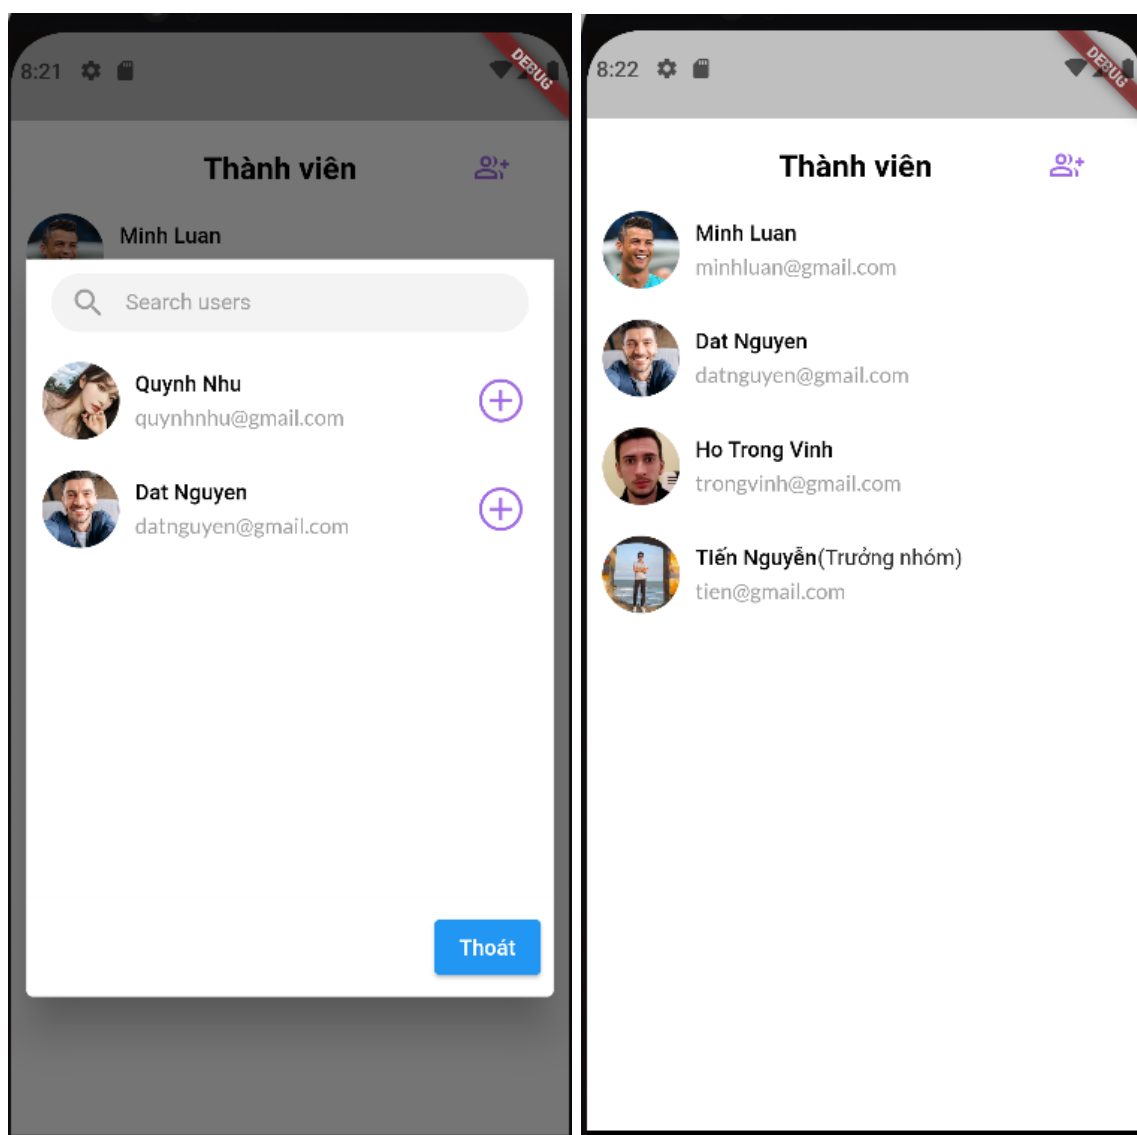 8:21
DEBUG
Thành viên
Minh Luan
Search users
Quynh Nhu
quynhnhu@gmail.com
Dat Nguyen
datnguyen@gmail.com
Thoát
8:22
DEBUG
Thành viên
Minh Luan
minhluan@gmail.com
Dat Nguyen
datnguyen@gmail.com
Ho Trong Vinh
trongvinh@gmail.com
TIến Nguyễn(Trưởng nhóm)
tien@gmail.com